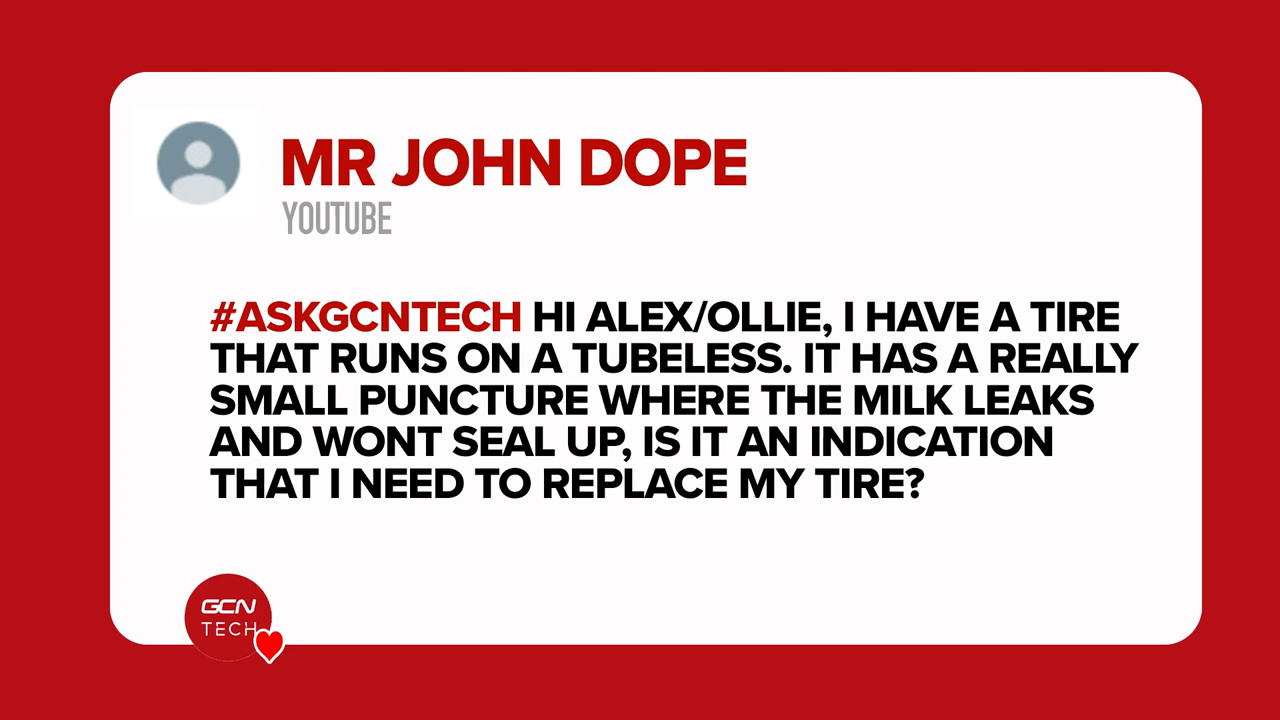 MR JOHN DOPE
YOUTUBE
#ASKGCNTECH HI ALEX/OLLIE, I HAVE A TIRE
THAT RUNS ON A TUBELESS. IT HAS A REALLY
SMALL PUNCTURE WHERE THE MILK LEAKS
AND WONT SEAL UP, IS IT AN INDICATION
THAT I NEED TO REPLACE MY TIRE?
GCN
TECH